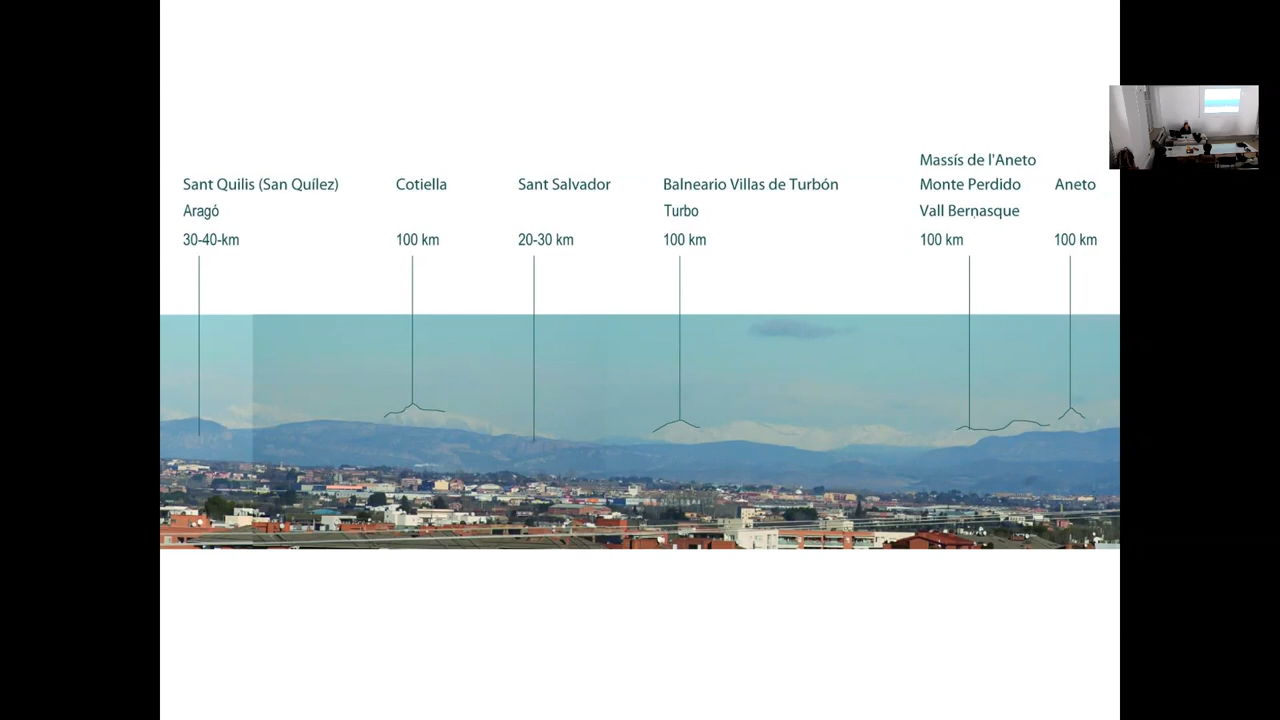 Sant Quilis (San Quílez)
Aragó
30-40-km
Cotiella
100 km
Sant Salvador
20-30 km
Balneario Villas de Turbón
Turbo
100 km
Massís de l'Aneto
Monte Perdido
Vall Bernasque
100 km
Aneto
100 km